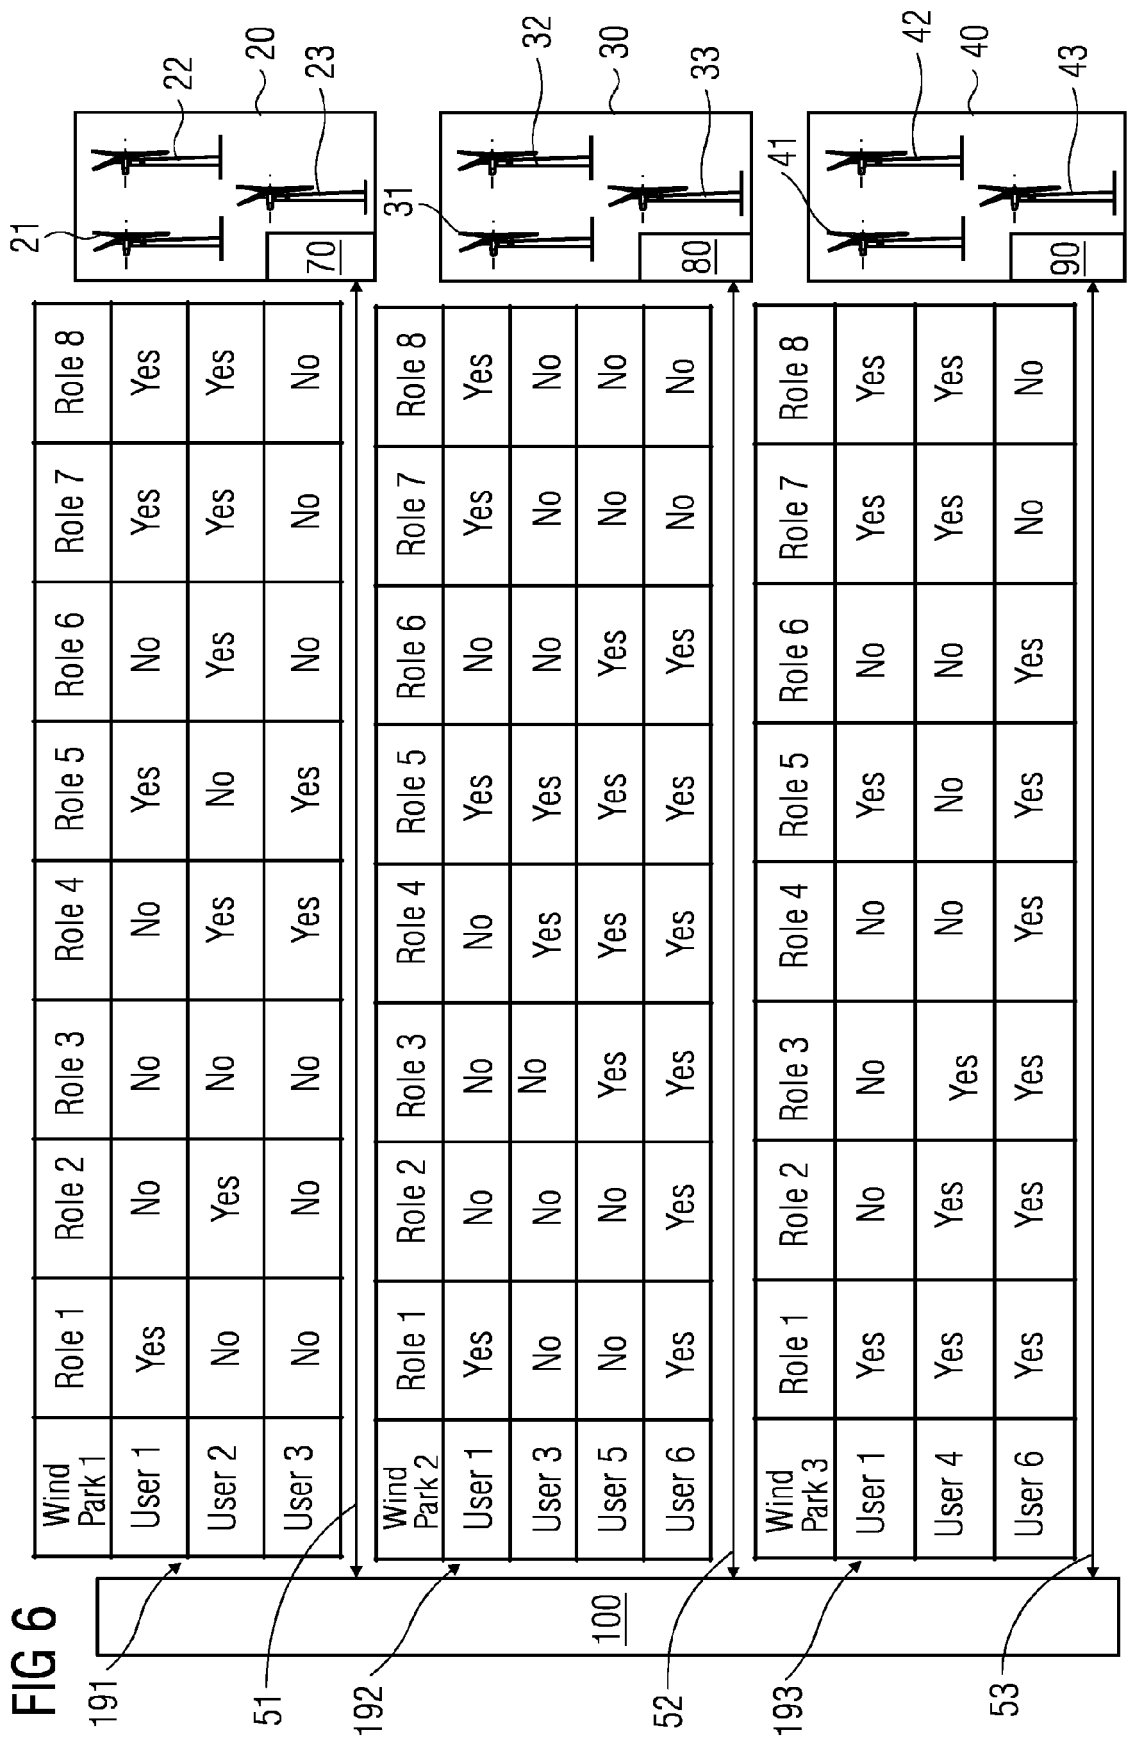 FIG 6
191
Wind Park 1 Role 1 Role 2 Role 3 Role 4 Role 5 Role 6 Role 7 Role 8
User 1 Yes No No No Yes No Yes Yes
User 2 No Yes No Yes No Yes Yes Yes
User 3 No No No Yes Yes No No No
21
22
20
23
70
51
192
Wind Park 2 Role 1 Role 2 Role 3 Role 4 Role 5 Role 6 Role 7 Role 8
User 1 Yes No No No Yes No Yes Yes
User 3 No No No Yes Yes No No No
User 5 No No Yes Yes Yes Yes No No
User 6 Yes Yes Yes Yes Yes Yes No No
31
32
30
33
80
100
52
193
Wind Park 3 Role 1 Role 2 Role 3 Role 4 Role 5 Role 6 Role 7 Role 8
User 1 Yes No No No Yes No Yes Yes
User 4 Yes Yes Yes No No No Yes Yes
User 6 Yes Yes Yes Yes Yes Yes No No
41
42
40
43
90
53